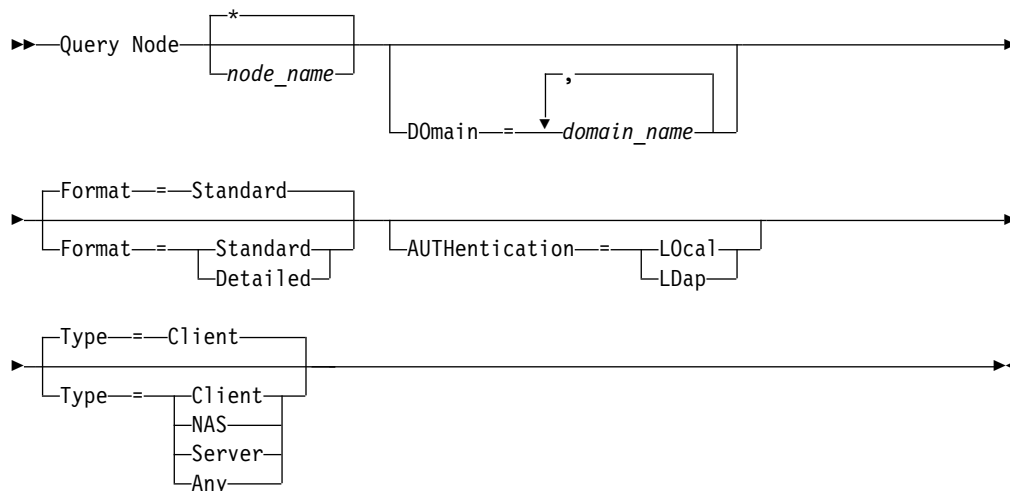 *
Query Node
node_name
,
DOmain = domain_name
Format = Standard
Format = Standard
Detailed
AUTHentication = LOcal
LDap
Type = Client
Type = Client
NAS
Server
Any